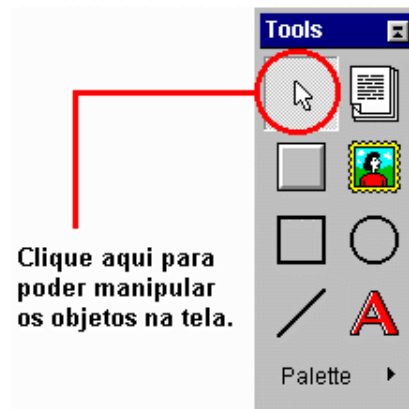 Tools
Clique aqui para
poder manipular
os objetos na tela.
A
Palette